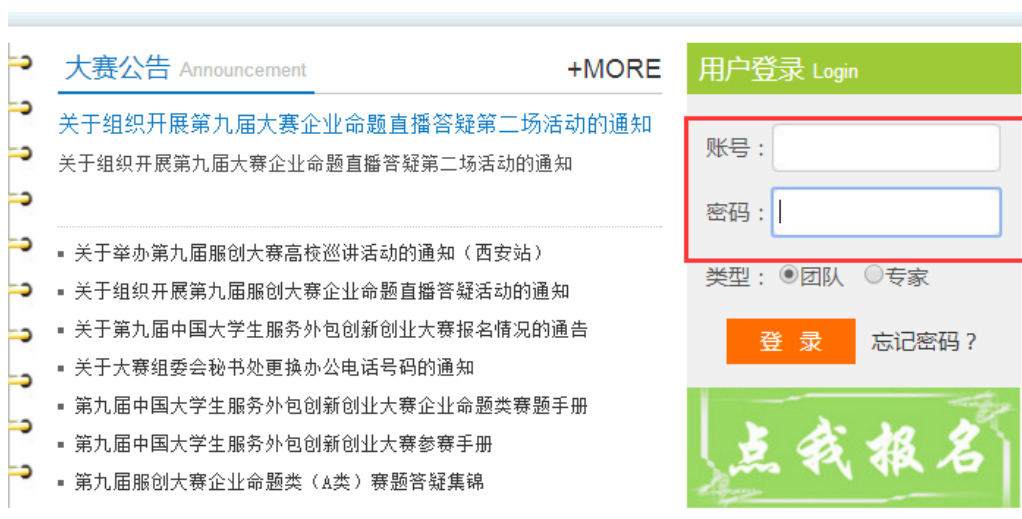 大赛公告 Announcement +MORE
关于组织开展第九届大赛企业命题直播答疑第二场活动的通知
关于组织开展第九届大赛企业命题直播答疑第二场活动的通知
▪ 关于举办第九届服创大赛高校巡讲活动的通知（西安站）
▪ 关于组织开展第九届服创大赛企业命题直播答疑活动的通知
▪ 关于第九届中国大学生服务外包创新创业大赛报名情况的通告
▪ 关于大赛组委会秘书处更换办公电话号码的通知
▪ 第九届中国大学生服务外包创新创业大赛企业命题类赛题手册
▪ 第九届中国大学生服务外包创新创业大赛参赛手册
▪ 第九届服创大赛企业命题类（A类）赛题答疑集锦
用户登录 Login
账号：
密码：
类型： 团队 专家
登 录 忘记密码？
点我报名